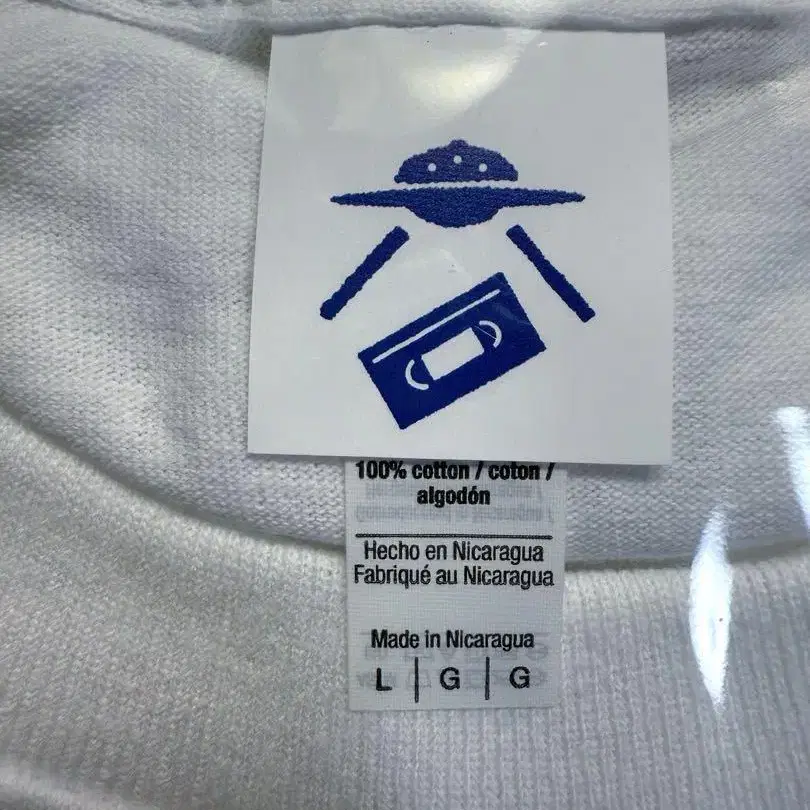 100% cotton / coton /
algodón
Hecho en Nicaragua
Fabriqué au Nicaragua
Made in Nicaragua
L | G | G